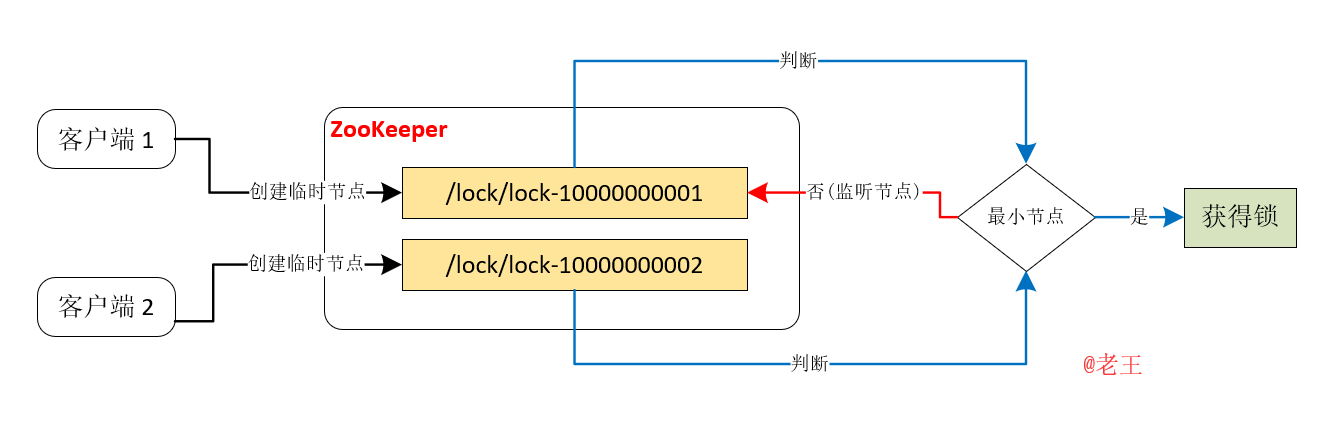 判断
客户端 1
ZooKeeper
创建临时节点
/lock/lock-10000000001
否(监听节点)
最小节点
是
获得锁
创建临时节点
/lock/lock-10000000002
客户端 2
判断
@老王